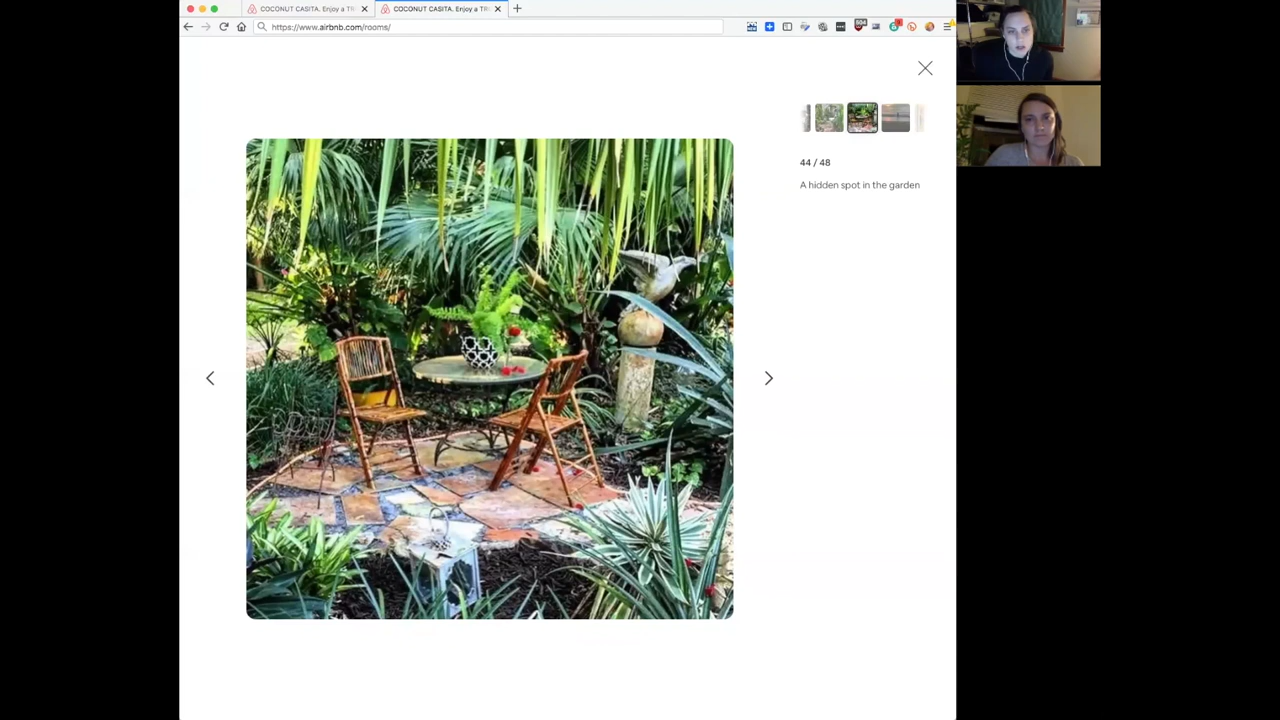 COCONUT CASITA. Enjoy a TR
COCONUT CASITA. Enjoy a TR
https://www.airbnb.com/rooms/
504
44 / 48
A hidden spot in the garden